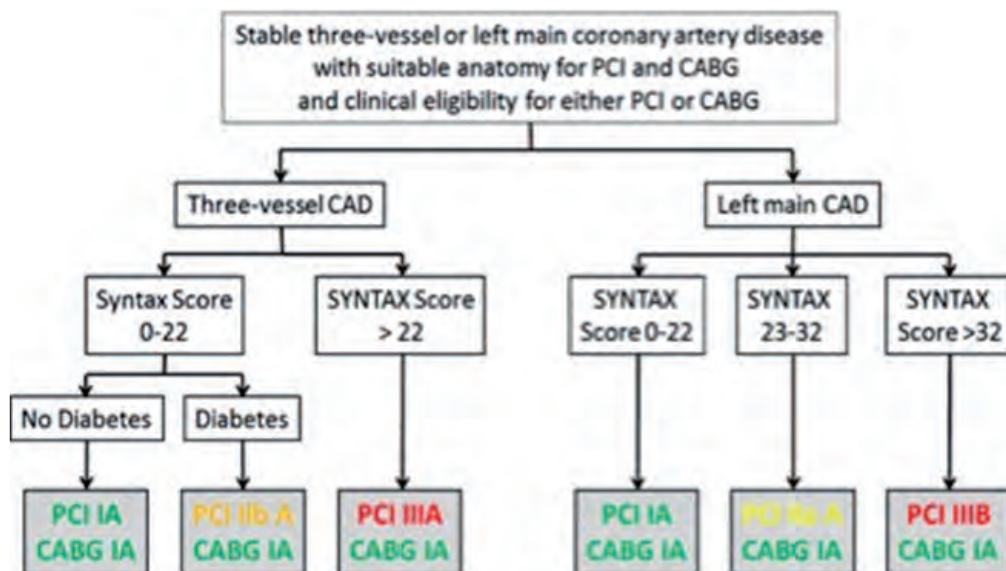 Stable three-vessel or left main coronary artery disease
with suitable anatomy for PCI and CABG
and clinical eligibility for either PCI or CABG
Three-vessel CAD
Left main CAD
Syntax Score
0-22
SYNTAX Score
> 22
SYNTAX
Score 0-22
SYNTAX
23-32
SYNTAX
Score >32
No Diabetes
Diabetes
PCI IA
CABG IA
PCI IIb A
CABG IA
PCI IIIA
CABG IA
PCI IA
CABG IA
PCI IIa A
CABG IA
PCI IIIB
CABG IA